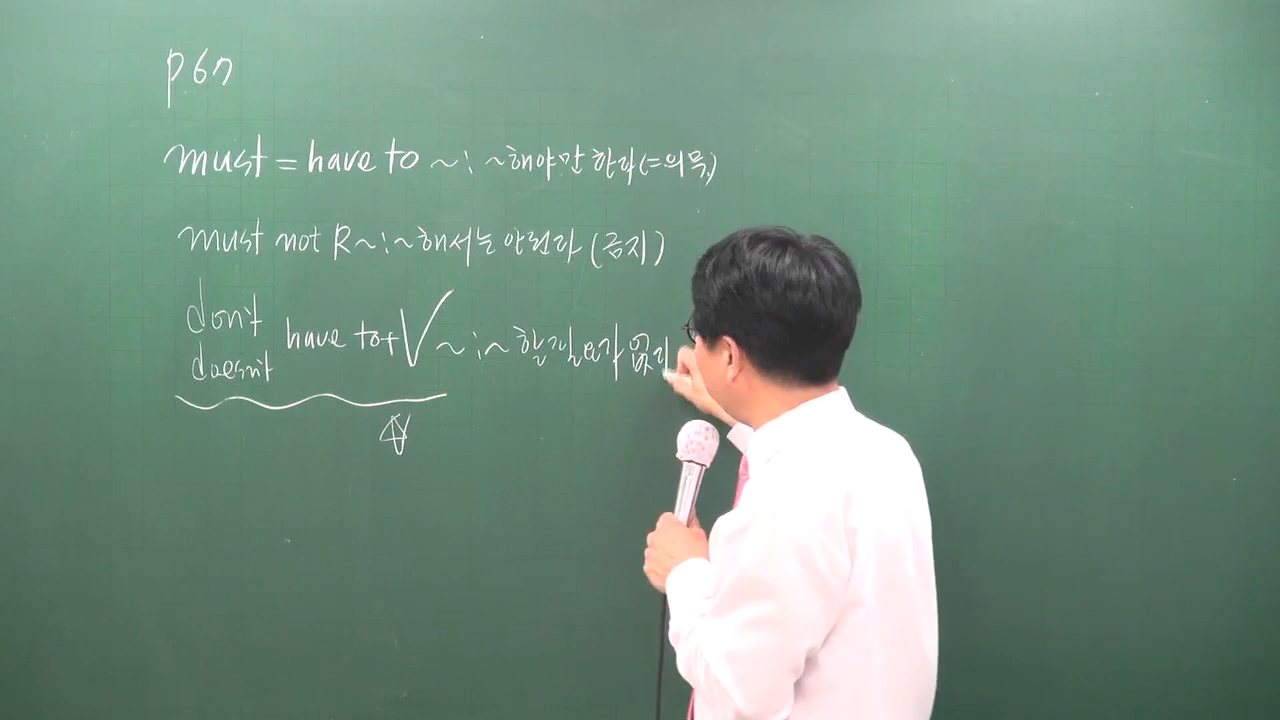 p 67
must = have to ~ : ~해야만 한다 (=의무)
must not R ~ : ~해서는 안된다 (금지)
don't
doesn't have to + V ~ : ~할 필요가 없다